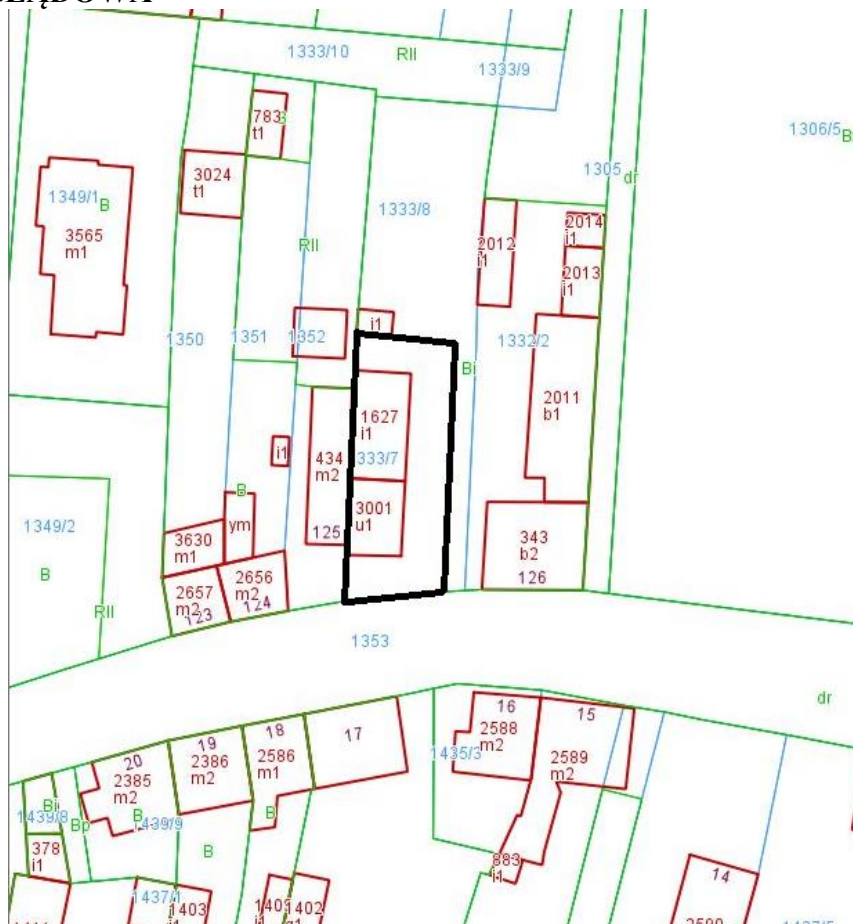 1333/10
RII
1333/9
783
t1
1306/5
3024
t1
1305
dr
1349/1
B
1333/8
3565
m1
RII
2012
i1
2014
i1
2013
i1
i1
1350
1351
1352
1332/2
Bi
2011
b1
1627
i1
333/7
434
m2
i1
B
3001
u1
125
ym
1349/2
3630
m1
343
b2
126
B
2657
m2
123
2656
m2
124
RII
1353
dr
16
2588
m2
15
17
18
2586
m1
19
2386
m2
20
2385
m2
1435/3
2589
m2
1439/8
Bp
B
1439/9
B
B
378
i1
883
i1
14
1437/1
1403
1402